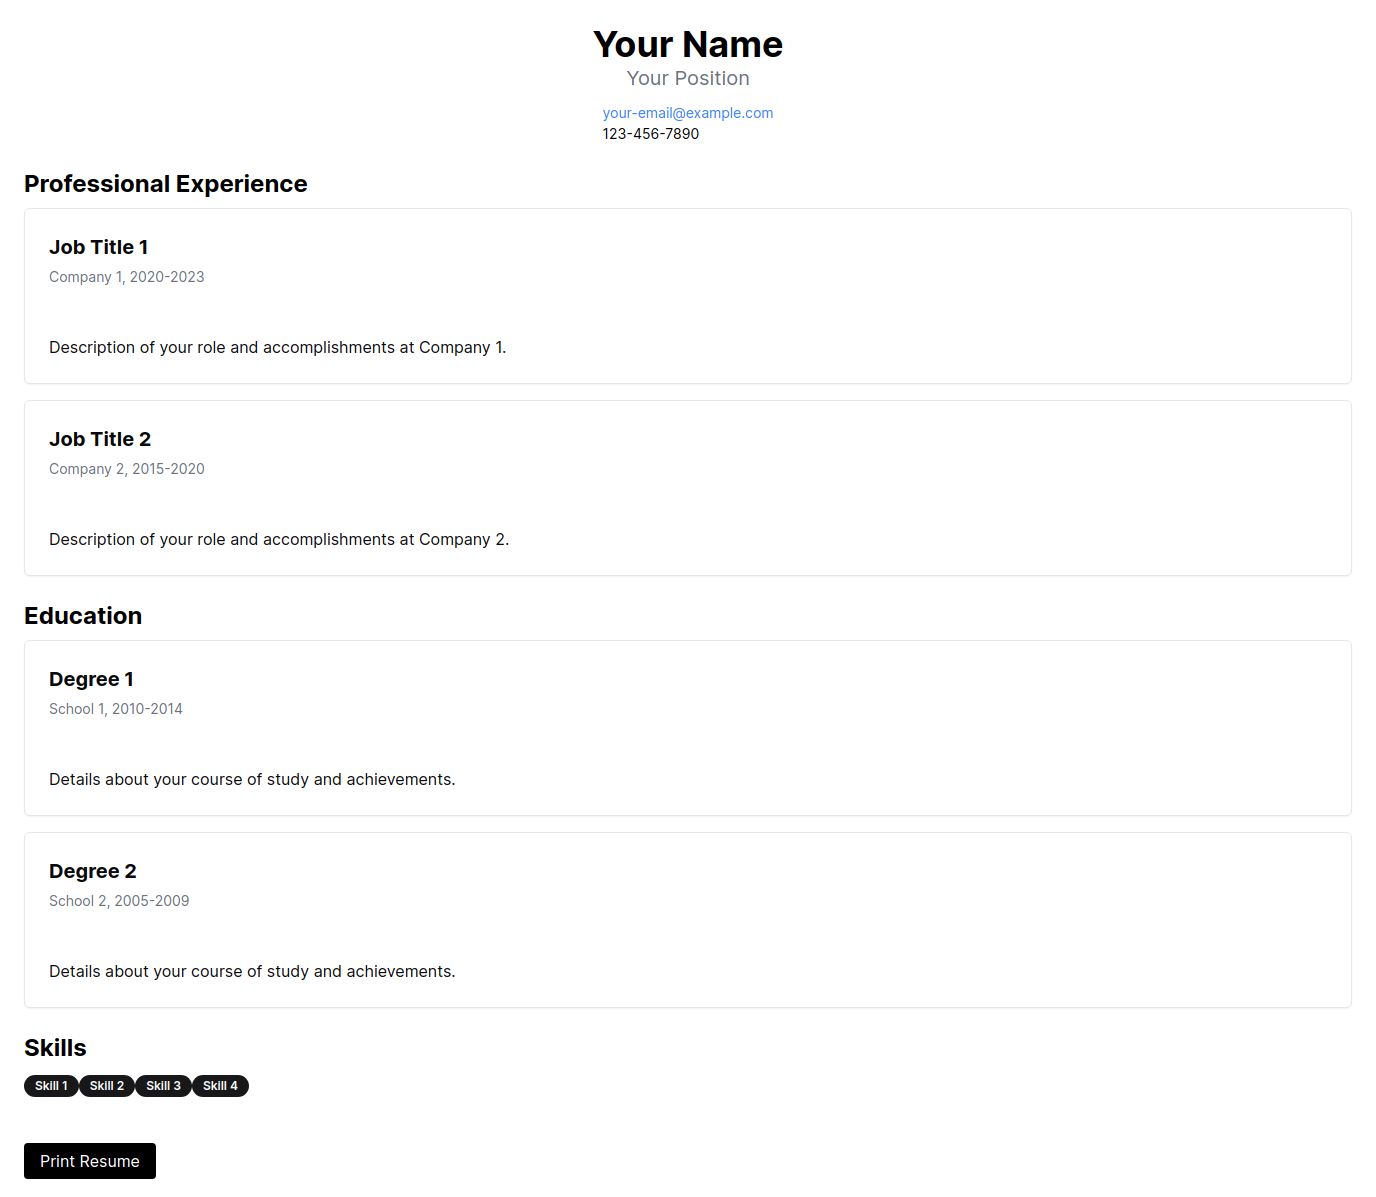 Your Name
Your Position
your-email@example.com
123-456-7890
Professional Experience
Job Title 1
Company 1, 2020-2023
Description of your role and accomplishments at Company 1.
Job Title 2
Company 2, 2015-2020
Description of your role and accomplishments at Company 2.
Education
Degree 1
School 1, 2010-2014
Details about your course of study and achievements.
Degree 2
School 2, 2005-2009
Details about your course of study and achievements.
Skills
Skill 1 Skill 2 Skill 3 Skill 4
Print Resume